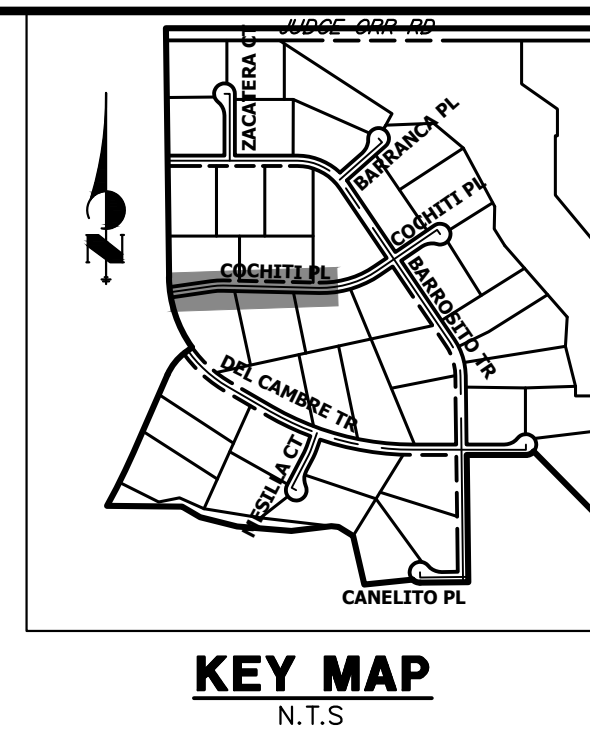 JUDGE ORR RD
ZACATERA CT
BARRANCA PL
COCHITI PL
COCHITI PL
BARROSITO TR
DEL CAMBRE TR
MESILLA CT
CANELITO PL
N
KEY MAP
N.T.S